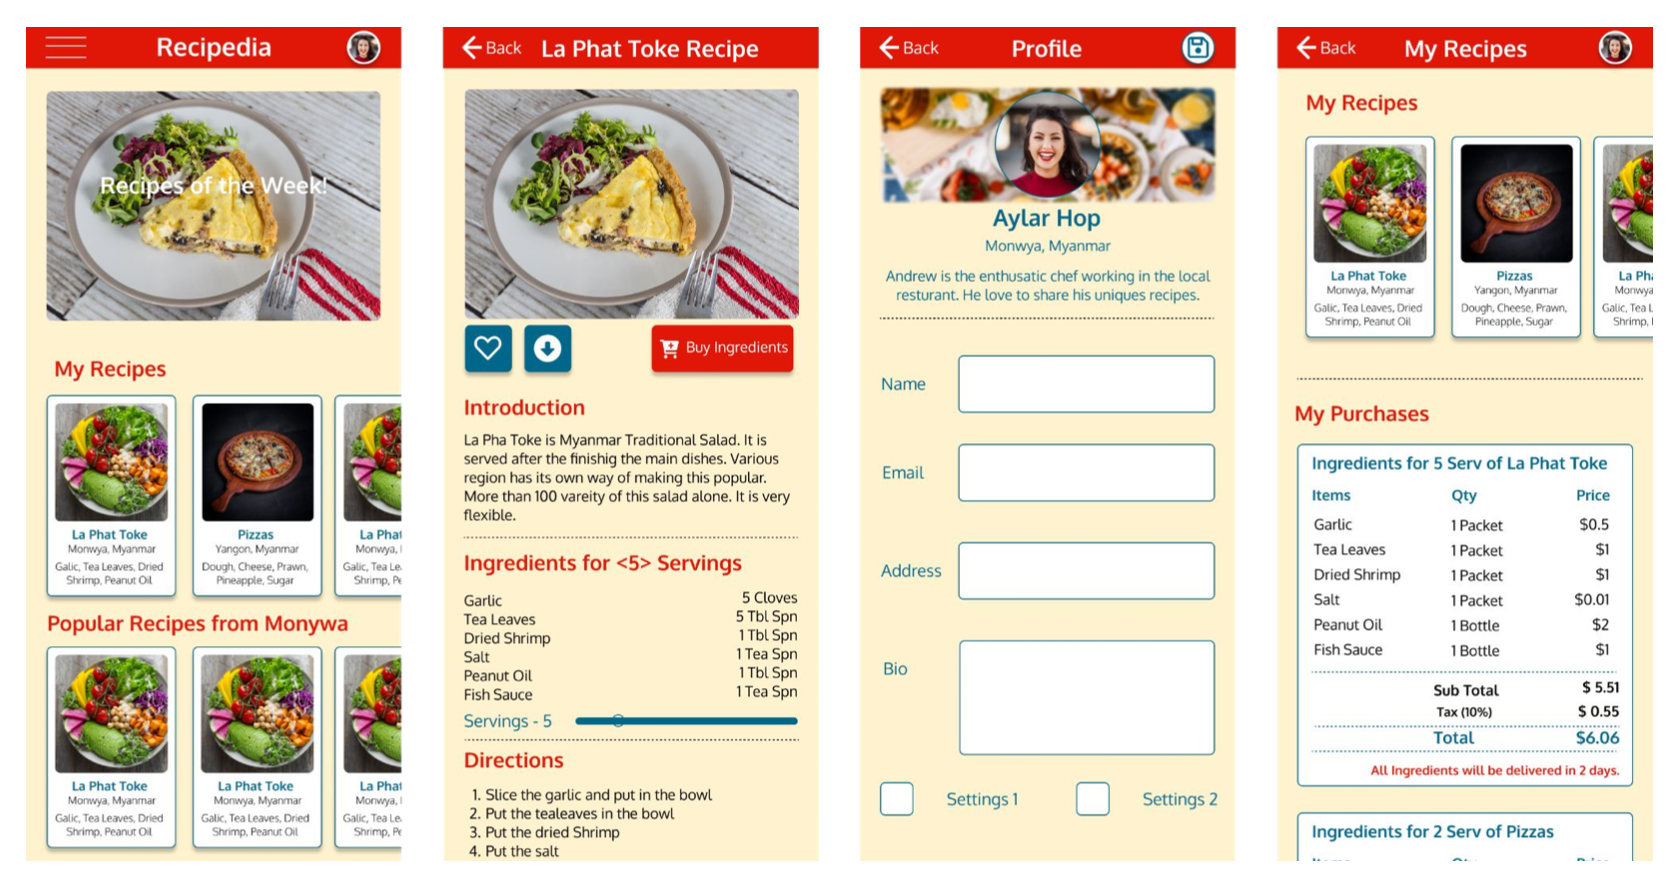 Recipedia
Recipes of the Week!
My Recipes
La Phat Toke
Monwya, Myanmar
Galic, Tea Leaves, Dried
Shrimp, Peanut Oil
Pizzas
Yangon, Myanmar
Dough, Cheese, Prawn,
Pineapple, Sugar
La Phat
Monwya,
Galic, Tea Le
Shrimp, Pe
Popular Recipes from Monywa
La Phat Toke
Monwya, Myanmar
Galic, Tea Leaves, Dried
Shrimp, Peanut Oil
La Phat Toke
Monwya, Myanmar
Galic, Tea Leaves, Dried
Shrimp, Peanut Oil
La Phat
Monwya,
Galic, Tea Le
Shrimp, Pe
Back
La Phat Toke Recipe
Buy Ingredients
Introduction
La Pha Toke is Myanmar Traditional Salad. It is
served after the finishig the main dishes. Various
region has its own way of making this popular.
More than 100 vareity of this salad alone. It is very
flexible.
Ingredients for <5> Servings
Garlic 5 Cloves
Tea Leaves 5 Tbl Spn
Dried Shrimp 1 Tbl Spn
Salt 1 Tea Spn
Peanut Oil 1 Tbl Spn
Fish Sauce 1 Tea Spn
Servings - 5
Directions
1. Slice the garlic and put in the bowl
2. Put the tealeaves in the bowl
3. Put the dried Shrimp
4. Put the salt
Back
Profile
Aylar Hop
Monwya, Myanmar
Andrew is the enthusatic chef working in the local
resturant. He love to share his uniques recipes.
Name
Email
Address
Bio
Settings 1
Settings 2
Back
My Recipes
My Recipes
La Phat Toke
Monwya, Myanmar
Galic, Tea Leaves, Dried
Shrimp, Peanut Oil
Pizzas
Yangon, Myanmar
Dough, Cheese, Prawn,
Pineapple, Sugar
La Pha
Monwya
Galic, Tea L
Shrimp,
My Purchases
Ingredients for 5 Serv of La Phat Toke
Items Qty Price
Garlic 1 Packet $0.5
Tea Leaves 1 Packet $1
Dried Shrimp 1 Packet $1
Salt 1 Packet $0.01
Peanut Oil 1 Bottle $2
Fish Sauce 1 Bottle $1
Sub Total $ 5.51
Tax (10%) $ 0.55
Total $6.06
All Ingredients will be delivered in 2 days.
Ingredients for 2 Serv of Pizzas